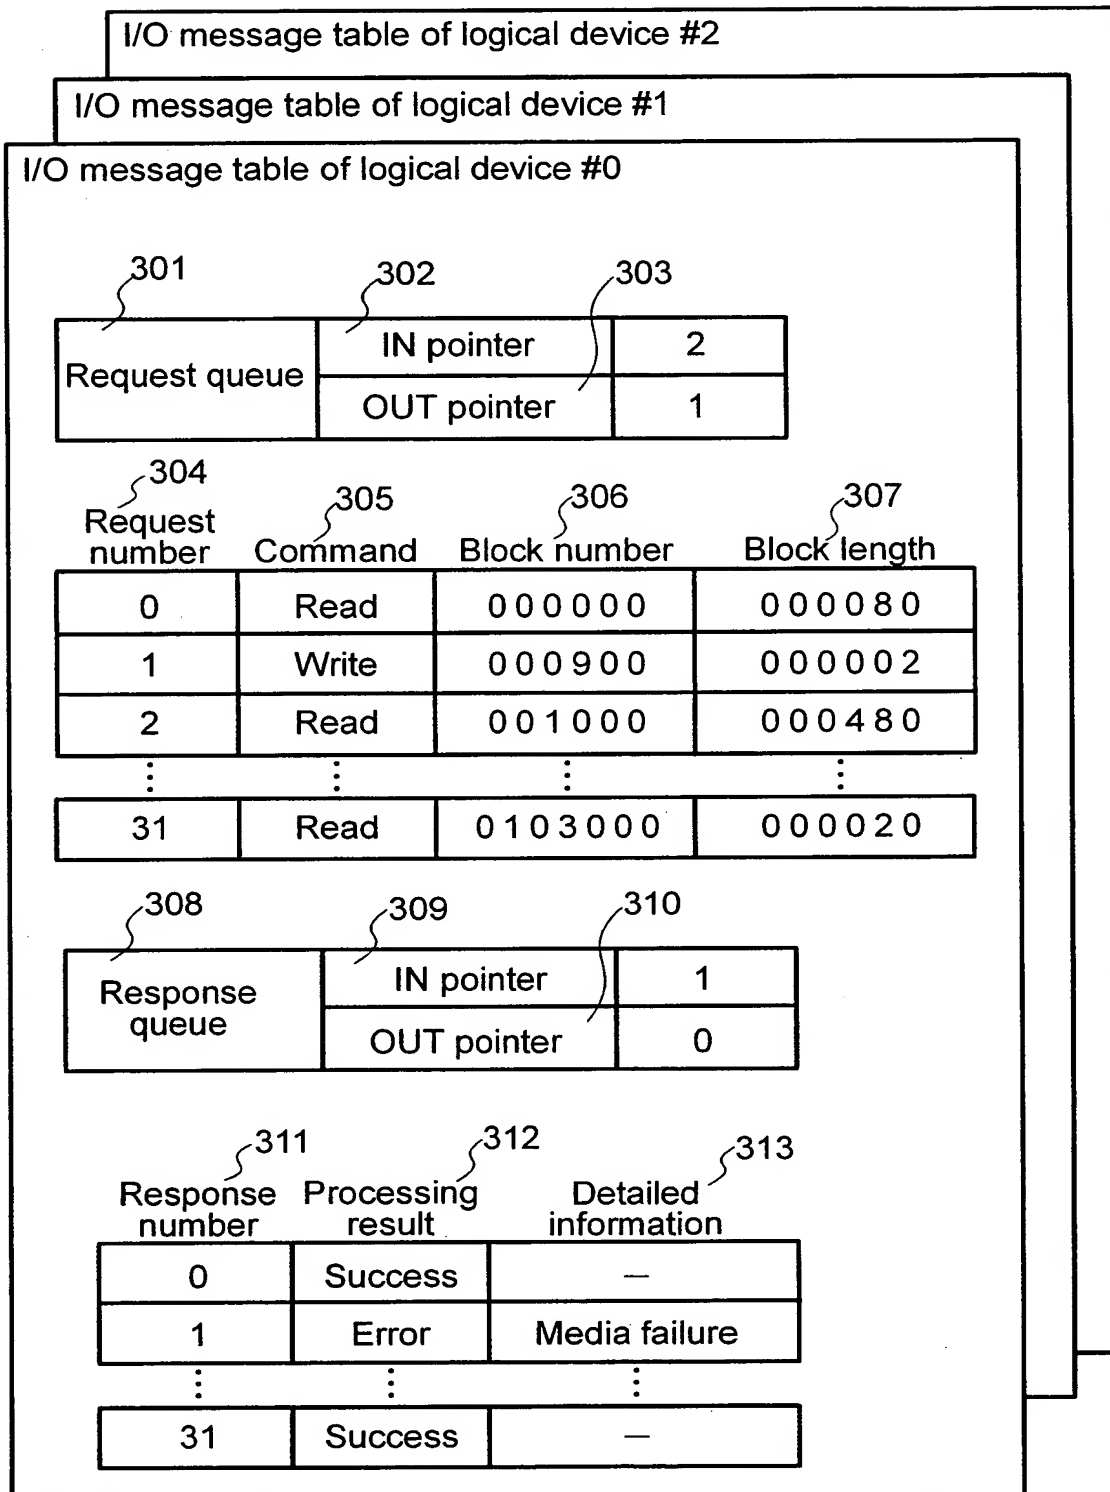 I/O message table of logical device #2
I/O message table of logical device #1
I/O message table of logical device #0
301 302 303
Request queue
IN pointer 2
OUT pointer 1
304 305 306 307
Request number Command Block number Block length
0 Read 000000 000080
1 Write 000900 000002
2 Read 001000 000480
31 Read 0103000 000020
308 309 310
Response queue
IN pointer 1
OUT pointer 0
311 312 313
Response number Processing result Detailed information
0 Success –
1 Error Media failure
31 Success –